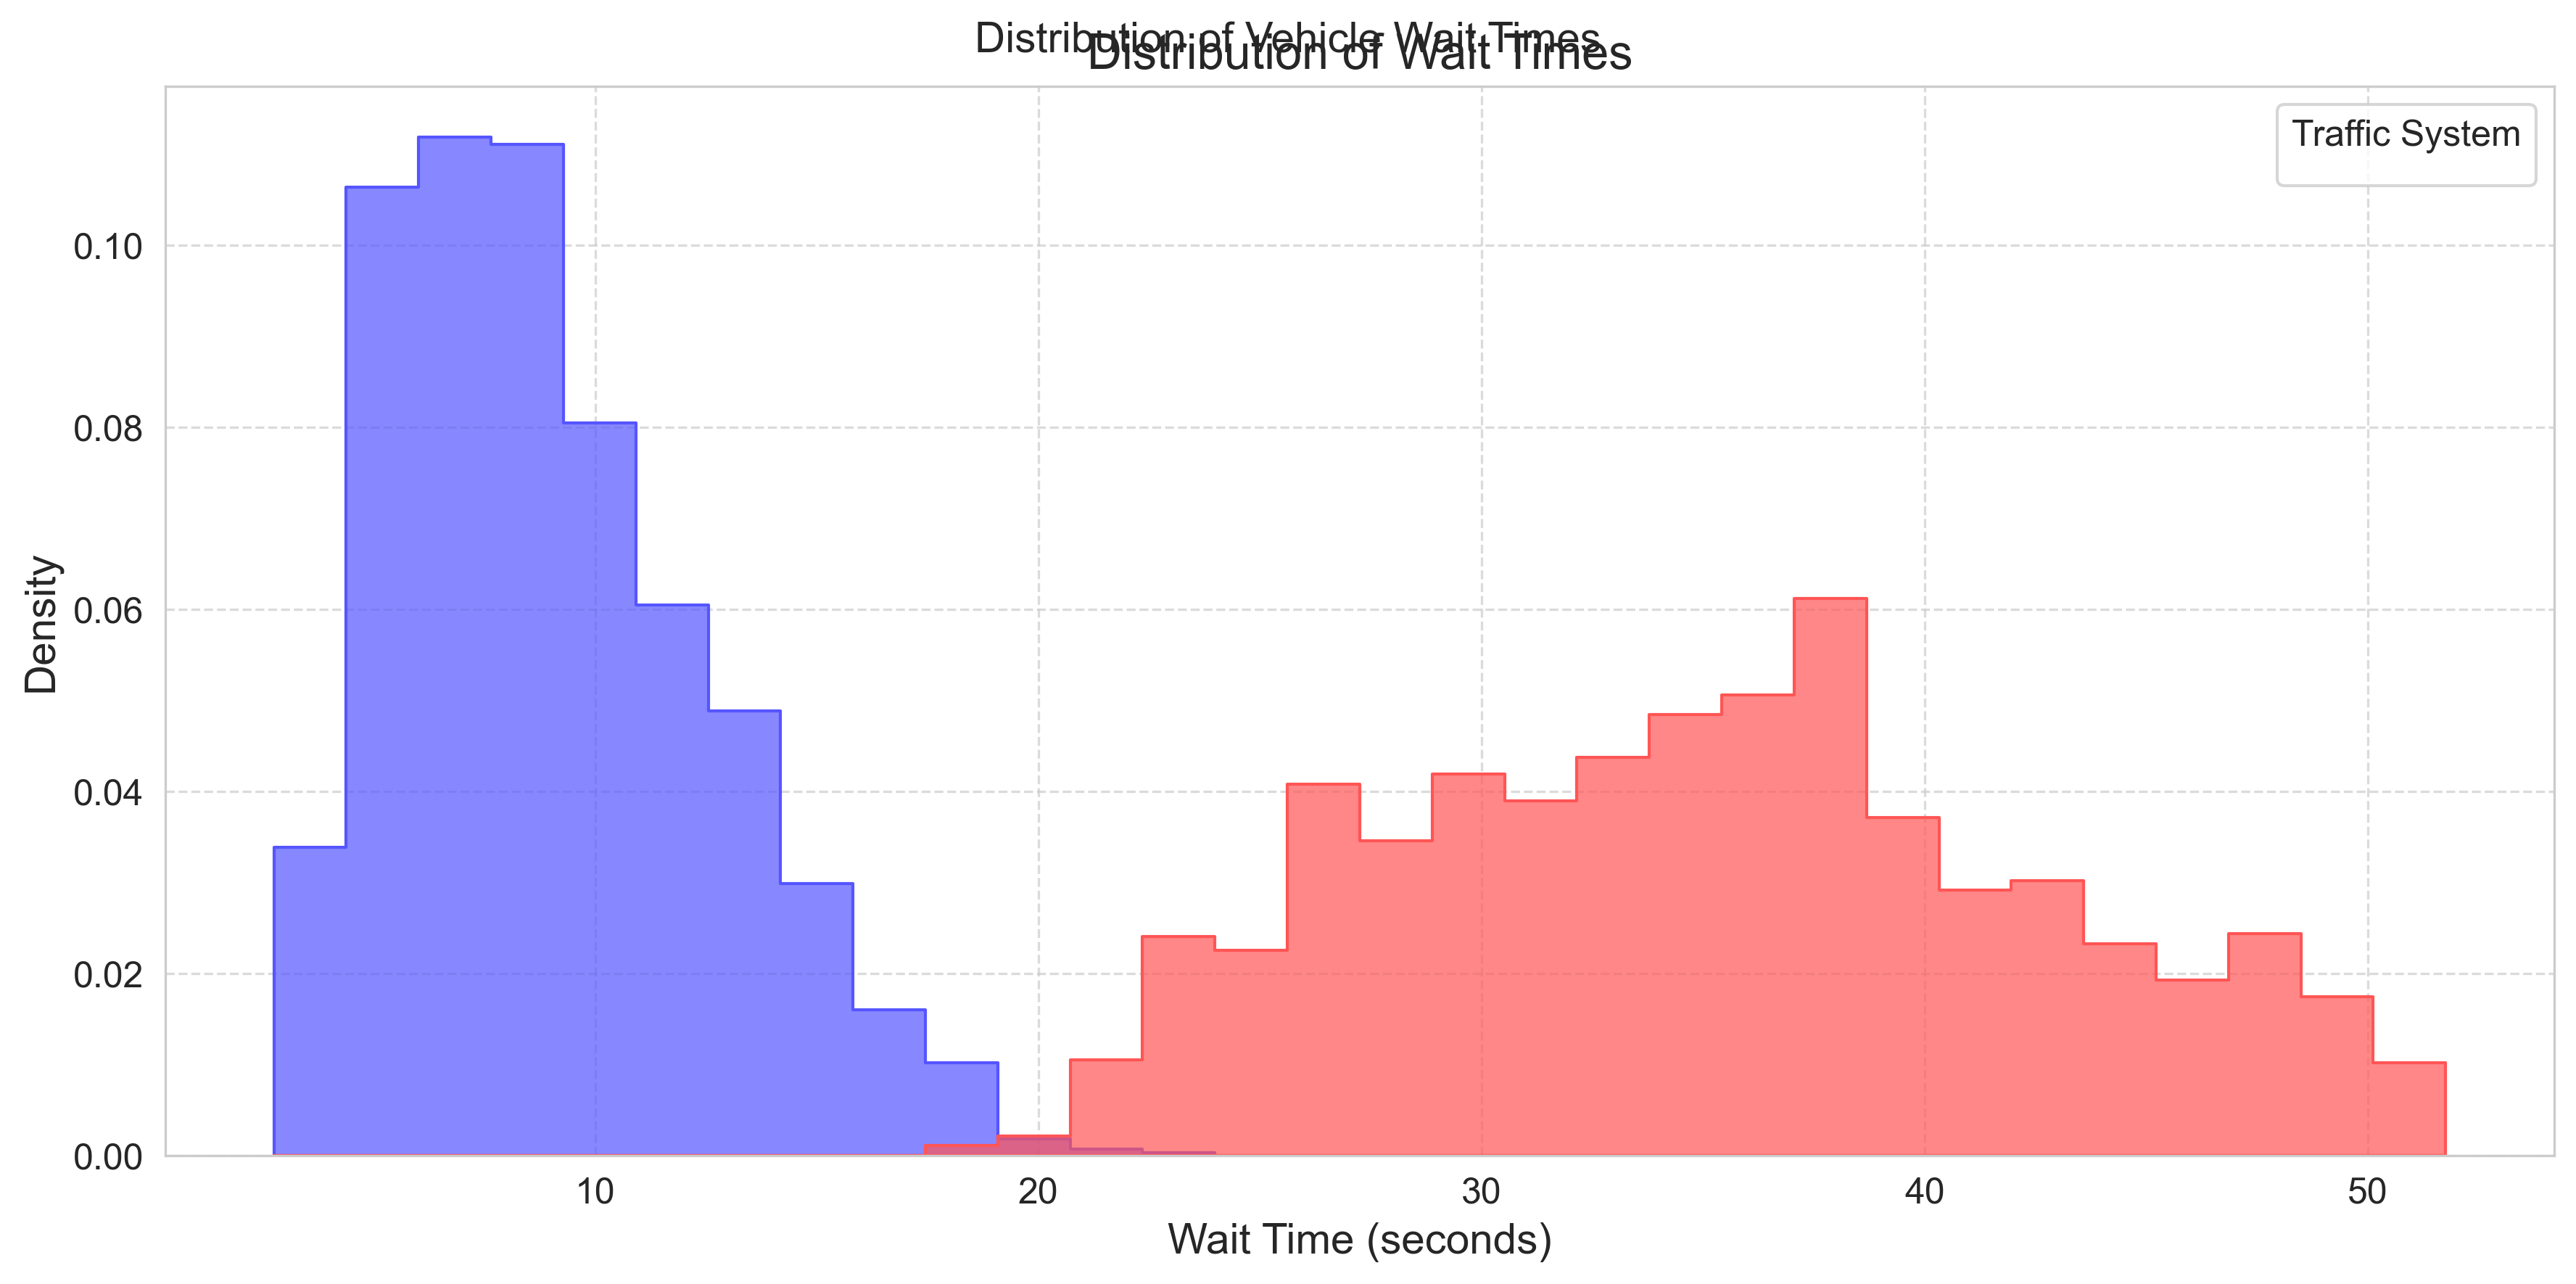 Distribution of Vehicle Wait Times
Distribution of Wait Times
Traffic System
0.10
0.08
0.06
0.04
0.02
0.00
Density
10 20 30 40 50
Wait Time (seconds)